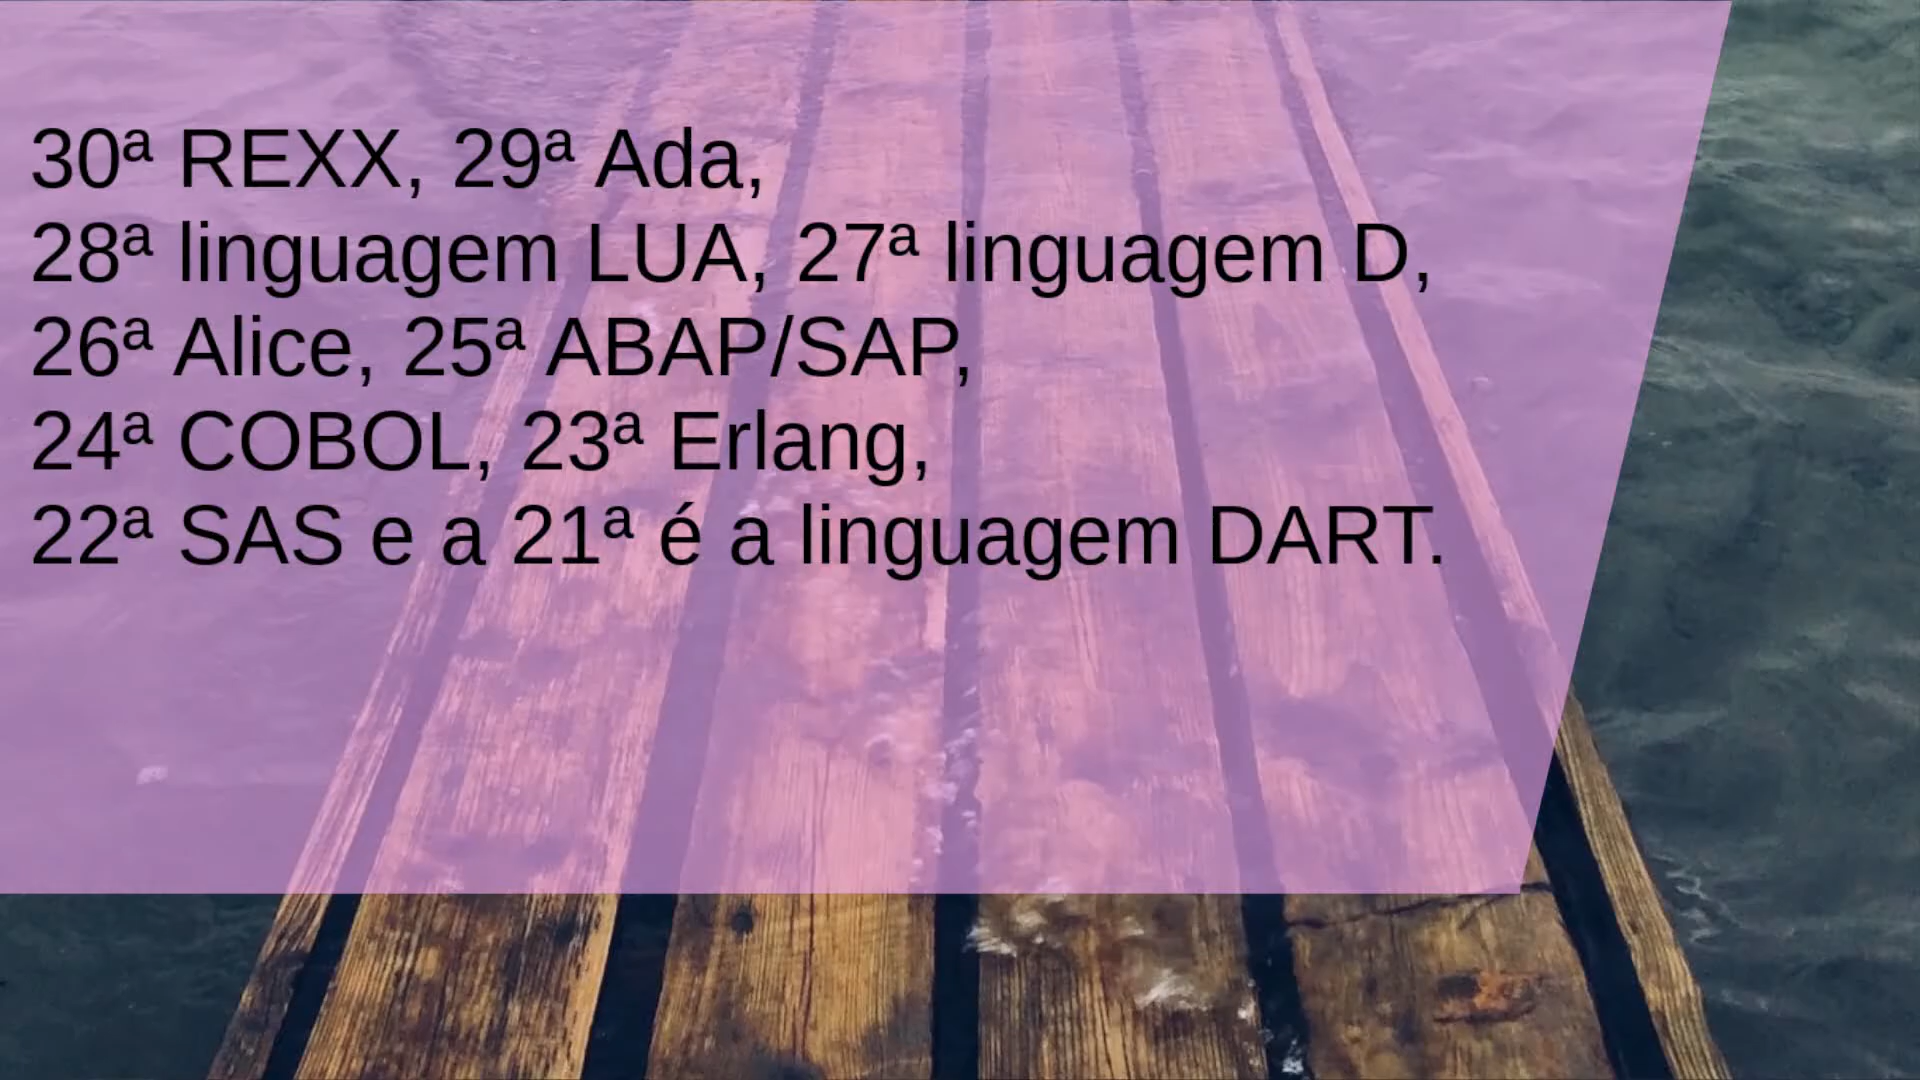 30ª REXX, 29ª Ada,
28ª linguagem LUA, 27ª linguagem D,
26ª Alice, 25ª ABAP/SAP,
24ª COBOL, 23ª Erlang,
22ª SAS e a 21ª é a linguagem DART.